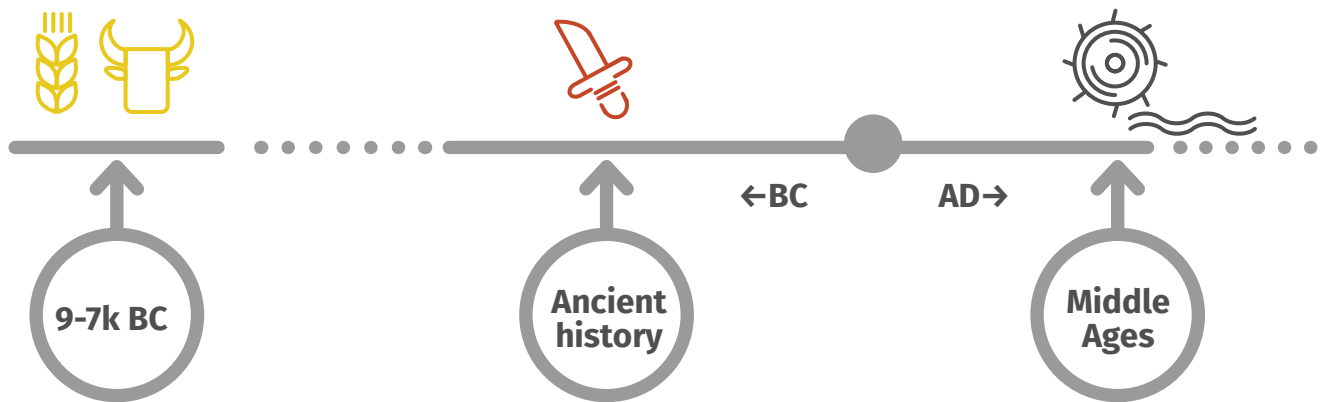 ←BC
AD→
9-7k BC
Ancient
history
Middle
Ages